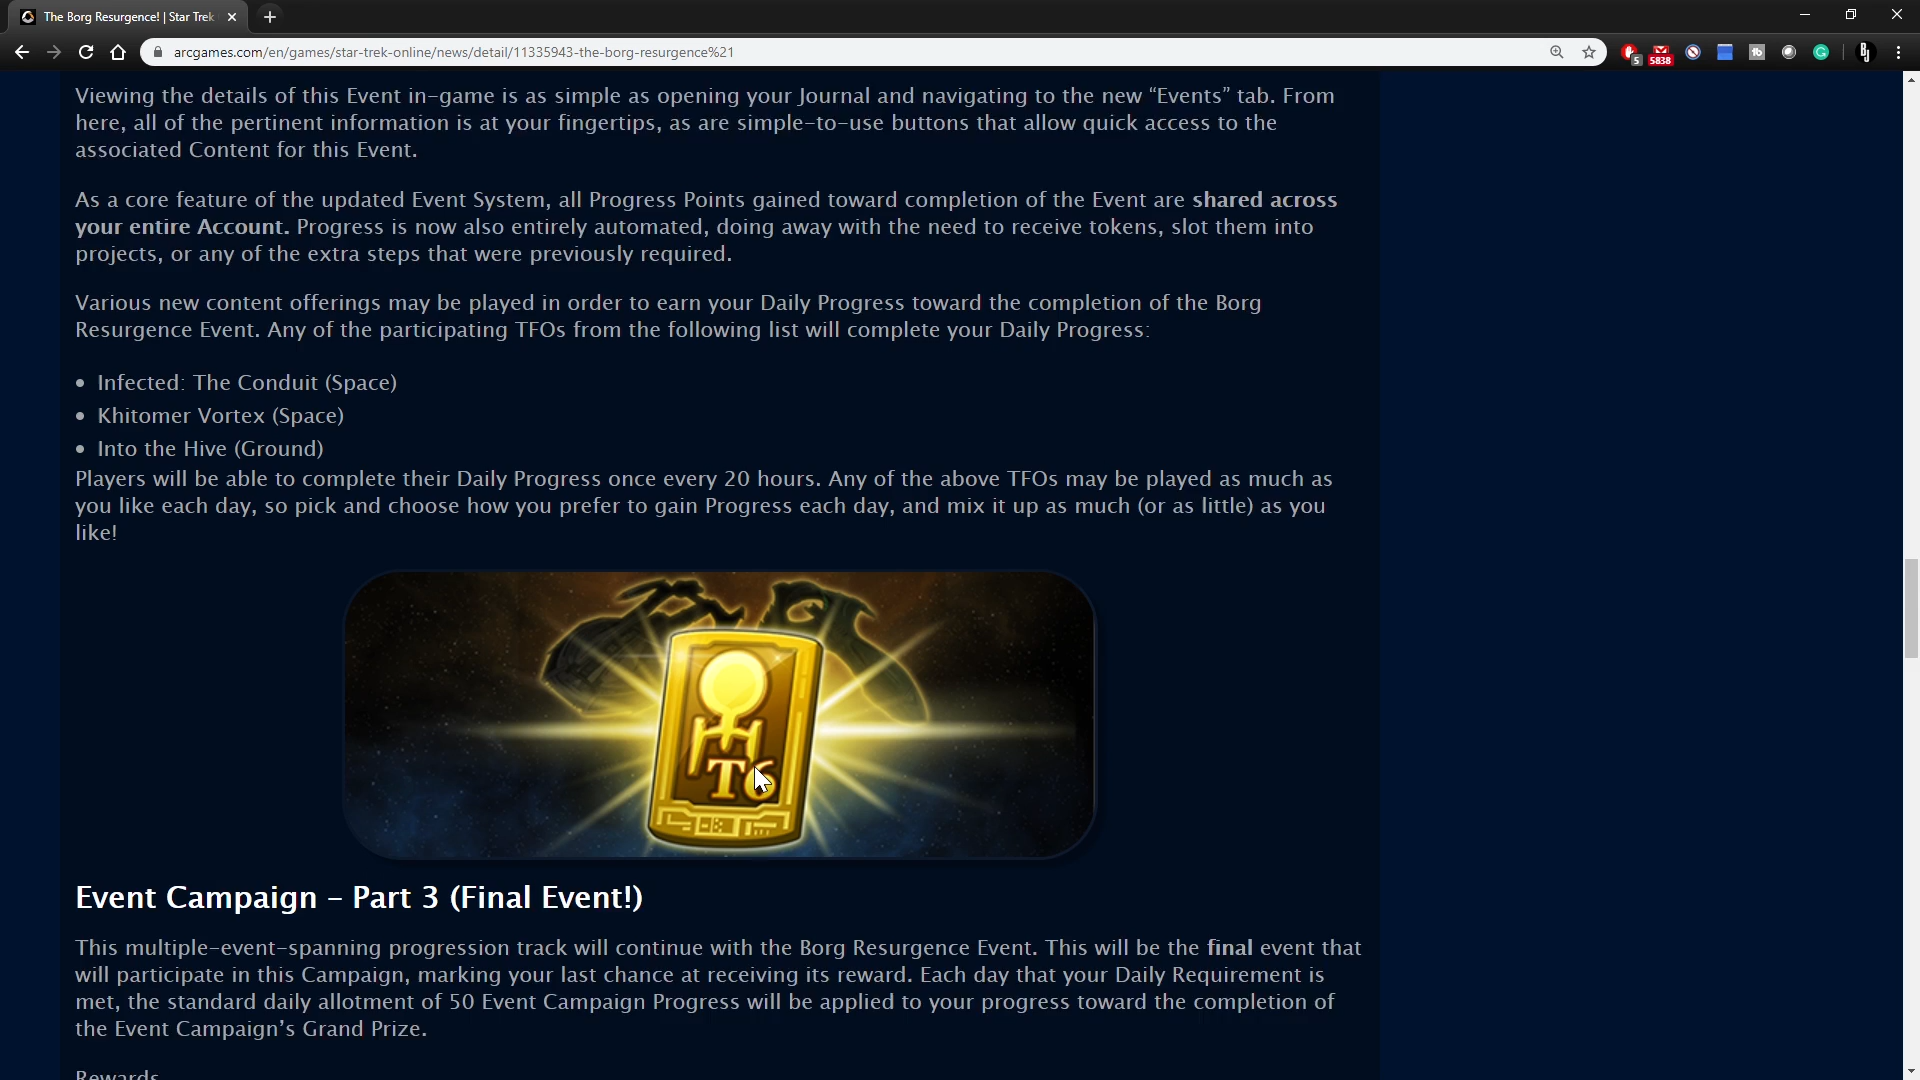 The Borg Resurgence! | Star Trek
arcgames.com/en/games/star-trek-online/news/detail/11335943-the-borg-resurgence%21
5
5838
Viewing the details of this Event in-game is as simple as opening your Journal and navigating to the new “Events” tab. From
here, all of the pertinent information is at your fingertips, as are simple-to-use buttons that allow quick access to the
associated Content for this Event.
As a core feature of the updated Event System, all Progress Points gained toward completion of the Event are shared across
your entire Account. Progress is now also entirely automated, doing away with the need to receive tokens, slot them into
projects, or any of the extra steps that were previously required.
Various new content offerings may be played in order to earn your Daily Progress toward the completion of the Borg
Resurgence Event. Any of the participating TFOs from the following list will complete your Daily Progress:
• Infected: The Conduit (Space)
• Khitomer Vortex (Space)
• Into the Hive (Ground)
Players will be able to complete their Daily Progress once every 20 hours. Any of the above TFOs may be played as much as
you like each day, so pick and choose how you prefer to gain Progress each day, and mix it up as much (or as little) as you
like!
T6
Event Campaign – Part 3 (Final Event!)
This multiple-event-spanning progression track will continue with the Borg Resurgence Event. This will be the final event that
will participate in this Campaign, marking your last chance at receiving its reward. Each day that your Daily Requirement is
met, the standard daily allotment of 50 Event Campaign Progress will be applied to your progress toward the completion of
the Event Campaign’s Grand Prize.
Rewards